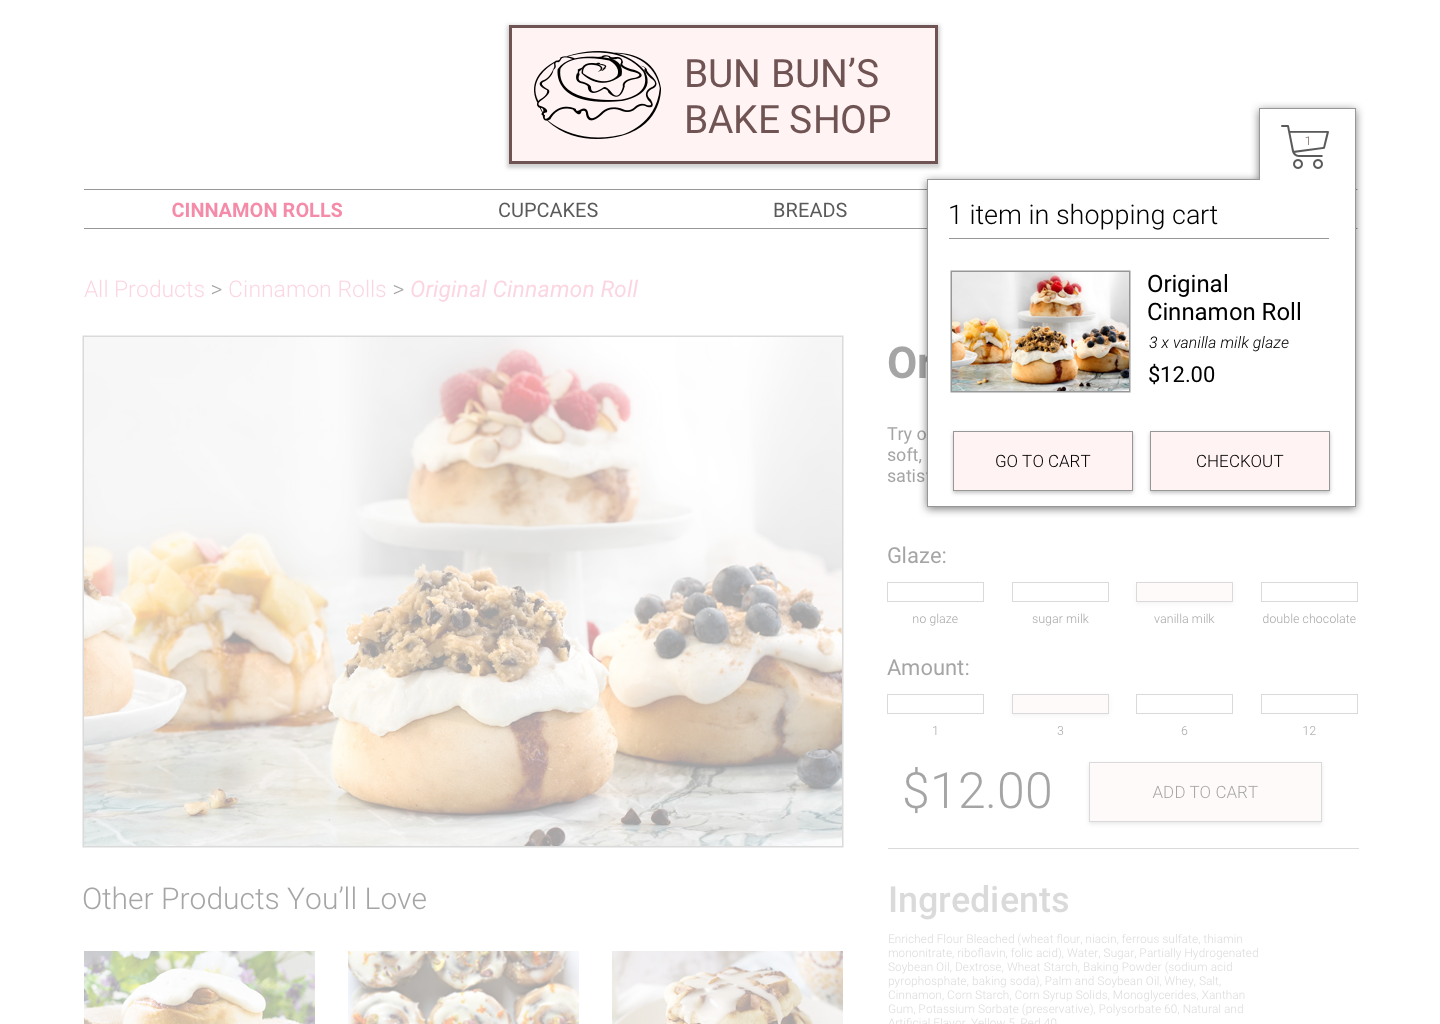 BUN BUN’S
BAKE SHOP
1
CINNAMON ROLLS
CUPCAKES
BREADS
1 item in shopping cart
Original
Cinnamon Roll
3 x vanilla milk glaze
$12.00
GO TO CART
CHECKOUT
All Products > Cinnamon Rolls > Original Cinnamon Roll
Or
Try o
soft,
satis
Glaze:
no glaze
sugar milk
vanilla milk
double chocolate
Amount:
1
3
6
12
$12.00
ADD TO CART
Other Products You’ll Love
Ingredients
Enriched Flour Bleached (wheat flour, niacin, ferrous sulfate, thiamin
mononitrate, riboflavin, folic acid), Water, Sugar, Partially Hydrogenated
Soybean Oil, Dextrose, Wheat Starch, Baking Powder (sodium acid
pyrophosphate, baking soda), Palm and Soybean Oil, Whey, Salt,
Cinnamon, Corn Starch, Corn Syrup Solids, Monoglycerides, Xanthan
Gum, Potassium Sorbate (preservative), Polysorbate 60, Natural and
Artificial Flavor, Yellow 5, Red 40